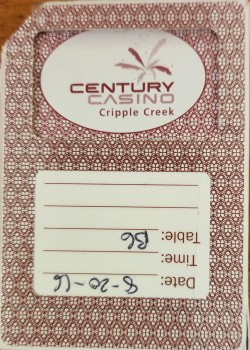 CENTURY
CASINO
Cripple Creek
Date: 8-20-16
Time:
Table: B6